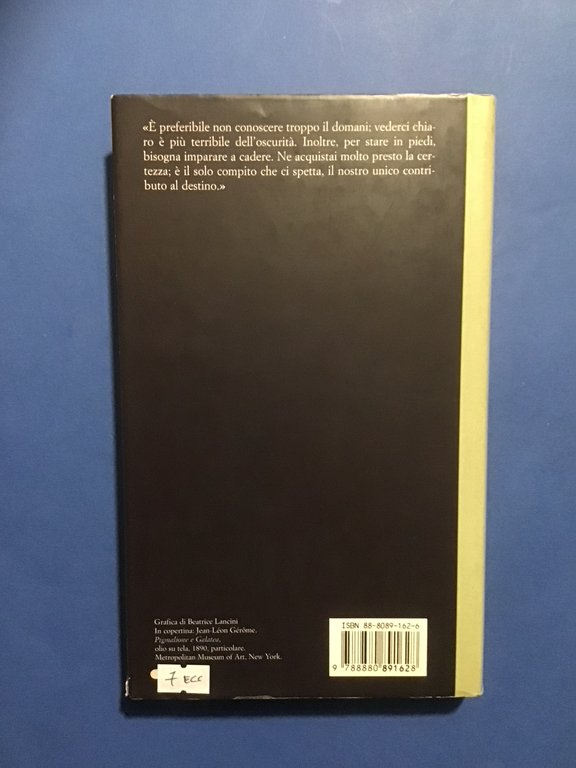 «È preferibile non conoscere troppo il domani; vederci chia-
ro è più terribile dell'oscurità. Inoltre, per stare in piedi,
bisogna imparare a cadere. Ne acquistai molto presto la cer-
tezza; è il solo compito che ci spetta, il nostro unico contri-
buto al destino.»
Grafica di Beatrice Lancini
In copertina: Jean-Léon Gérôme,
Pigmalione e Galatea,
olio su tela, 1890, particolare.
Metropolitan Museum of Art, New York.
ISBN 88-8089-162-6
9 788880 891628
7 ECC